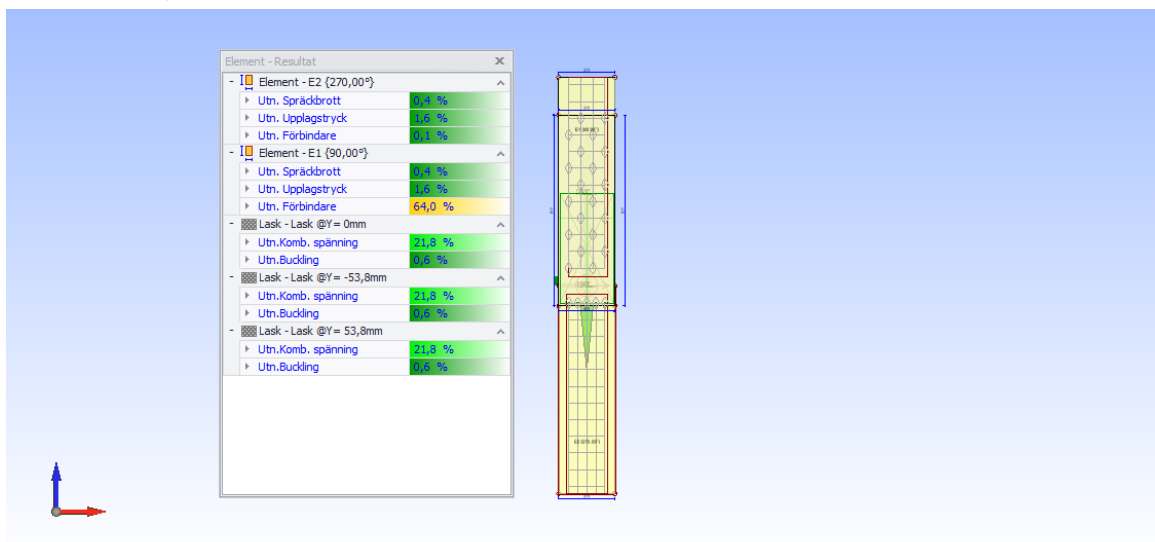 Element - Resultat
Element - E2 {270,00°}
Utn. Spräckbrott 0,4 %
Utn. Upplagstryck 1,6 %
Utn. Förbindare 0,1 %
Element - E1 {90,00°}
Utn. Spräckbrott 0,4 %
Utn. Upplagstryck 1,6 %
Utn. Förbindare 64,0 %
Lask - Lask @Y= 0mm
Utn.Komb. spänning 21,8 %
Utn.Buckling 0,6 %
Lask - Lask @Y= -53,8mm
Utn.Komb. spänning 21,8 %
Utn.Buckling 0,6 %
Lask - Lask @Y= 53,8mm
Utn.Komb. spänning 21,8 %
Utn.Buckling 0,6 %